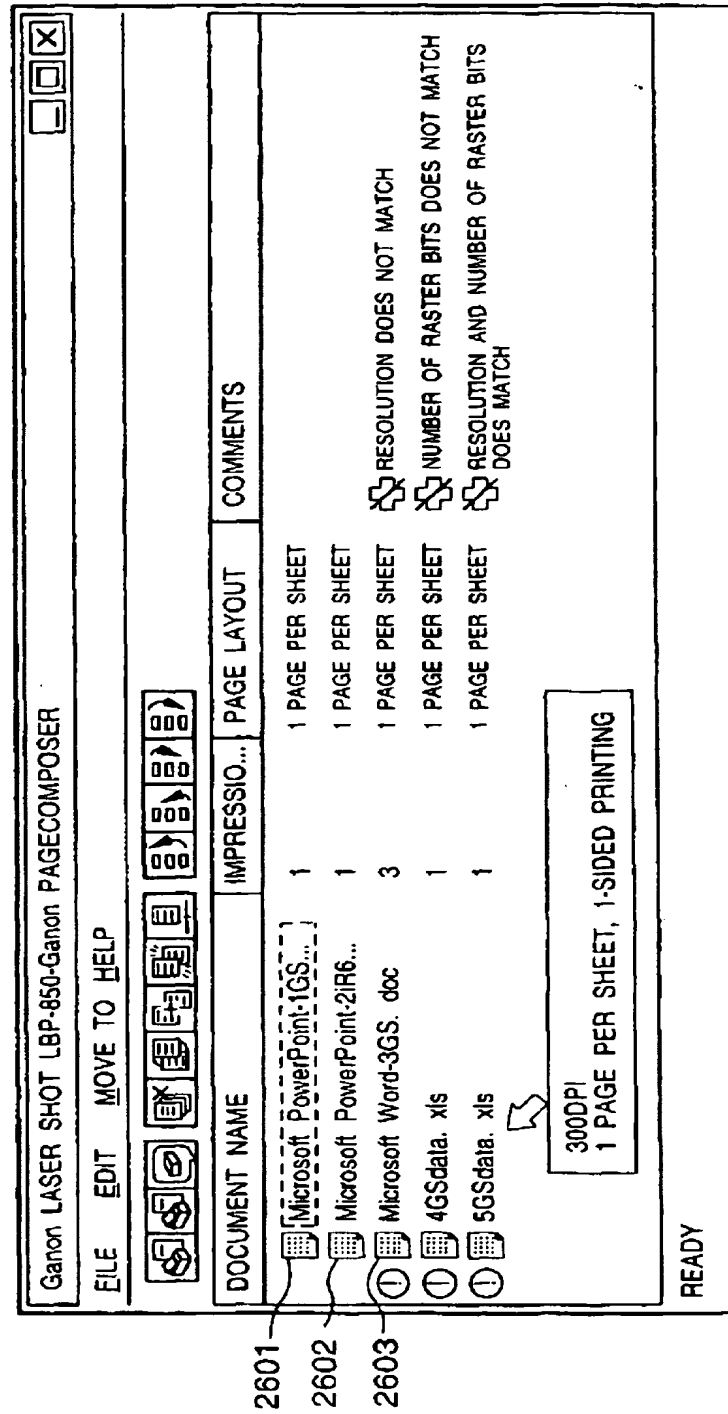 Ganon LASER SHOT LBP-850-Ganon PAGECOMPOSER
FILE EDIT MOVE TO HELP
DOCUMENT NAME IMPRESSIO... PAGE LAYOUT COMMENTS
2601 Microsoft PowerPoint-1GS.... 1 1 PAGE PER SHEET
2602 Microsoft PowerPoint-2iR6... 1 1 PAGE PER SHEET
2603 Microsoft Word-3GS. doc 3 1 PAGE PER SHEET RESOLUTION DOES NOT MATCH
4GSdata. xls 1 1 PAGE PER SHEET NUMBER OF RASTER BITS DOES NOT MATCH
5GSdata. xls 1 1 PAGE PER SHEET RESOLUTION AND NUMBER OF RASTER BITS
DOES MATCH
300DPI
1 PAGE PER SHEET, 1-SIDED PRINTING
READY